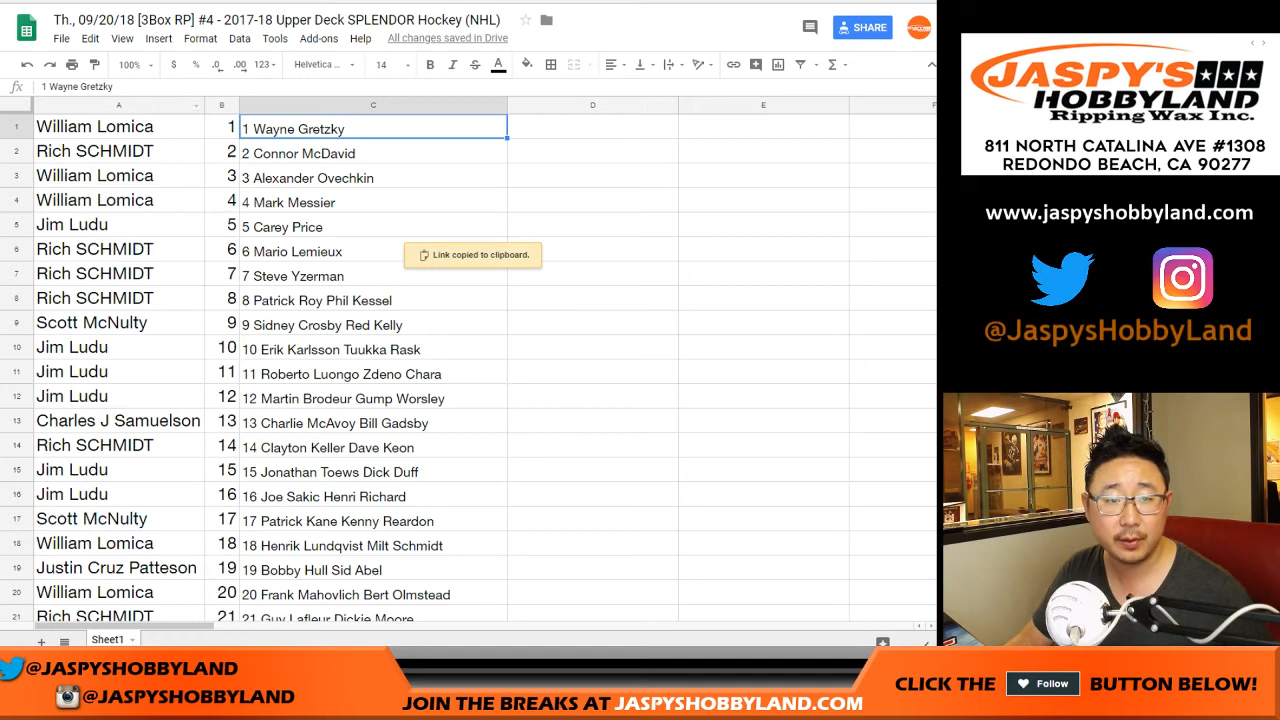 Th., 09/20/18 [3Box RP] #4 - 2017-18 Upper Deck SPLENDOR Hockey (NHL)
File Edit View Insert Format Data Tools Add-ons Help All changes saved in Drive
SHARE
100% $ % .0 .00 123 Helvetica ... 14 B I S A
fx 1 Wayne Gretzky
A B C D E F
1 William Lomica 1 1 Wayne Gretzky
2 Rich SCHMIDT 2 2 Connor McDavid
3 William Lomica 3 3 Alexander Ovechkin
4 William Lomica 4 4 Mark Messier
5 Jim Ludu 5 5 Carey Price
6 Rich SCHMIDT 6 6 Mario Lemieux
Link copied to clipboard.
7 Rich SCHMIDT 7 7 Steve Yzerman
8 Rich SCHMIDT 8 8 Patrick Roy Phil Kessel
9 Scott McNulty 9 9 Sidney Crosby Red Kelly
10 Jim Ludu 10 10 Erik Karlsson Tuukka Rask
11 Jim Ludu 11 11 Roberto Luongo Zdeno Chara
12 Jim Ludu 12 12 Martin Brodeur Gump Worsley
13 Charles J Samuelson 13 13 Charlie McAvoy Bill Gadsby
14 Rich SCHMIDT 14 14 Clayton Keller Dave Keon
15 Jim Ludu 15 15 Jonathan Toews Dick Duff
16 Jim Ludu 16 16 Joe Sakic Henri Richard
17 Scott McNulty 17 17 Patrick Kane Kenny Reardon
18 William Lomica 18 18 Henrik Lundqvist Milt Schmidt
19 Justin Cruz Patteson 19 19 Bobby Hull Sid Abel
20 William Lomica 20 20 Frank Mahovlich Bert Olmstead
21 Rich SCHMIDT 21 21 Guy Lafleur Dickie Moore
Sheet1
JASPY'S
HOBBYLAND
Ripping Wax Inc.
811 NORTH CATALINA AVE #1308
REDONDO BEACH, CA 90277
www.jaspyshobbyland.com
@JaspysHobbyLand
@JASPYSHOBBYLAND
@JASPYSHOBBYLAND
JOIN THE BREAKS AT JASPYSHOBBYLAND.COM
CLICK THE Follow BUTTON BELOW!